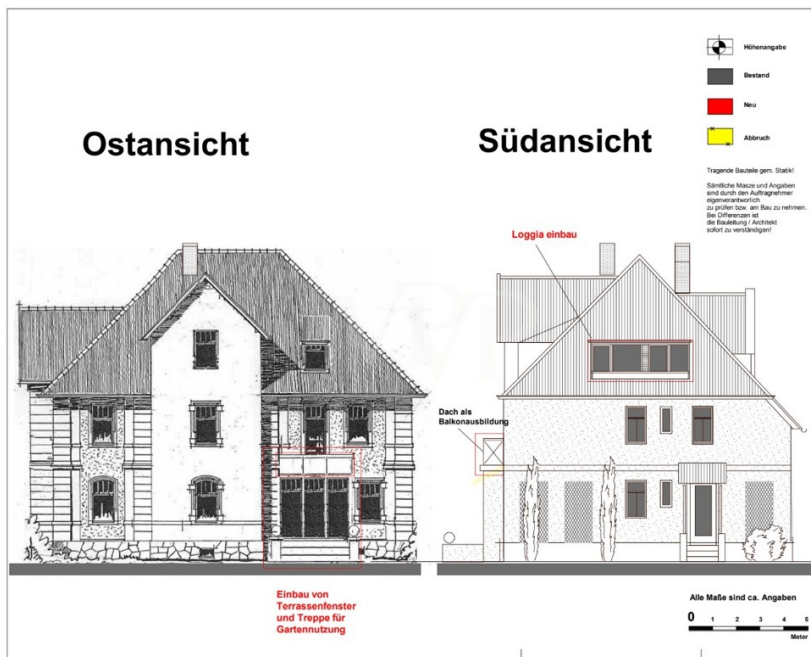 Höhenangabe
Bestand
Neu
Abbruch
Ostansicht
Südansicht
Tragende Bauteile gem. Statik!
Sämtliche Masze und Angaben
sind durch den Auftragnehmer
eigenverantwortlich
zu prüfen bzw. am Bau zu nehmen.
Bei Differenzen ist
die Bauleitung / Architekt
sofort zu verständigen!
Loggia einbau
Dach als
Balkonausbildung
Einbau von
Terrassenfenster
und Treppe für
Gartennutzung
Alle Maße sind ca. Angaben
0 1 2 3 4 5
Meter